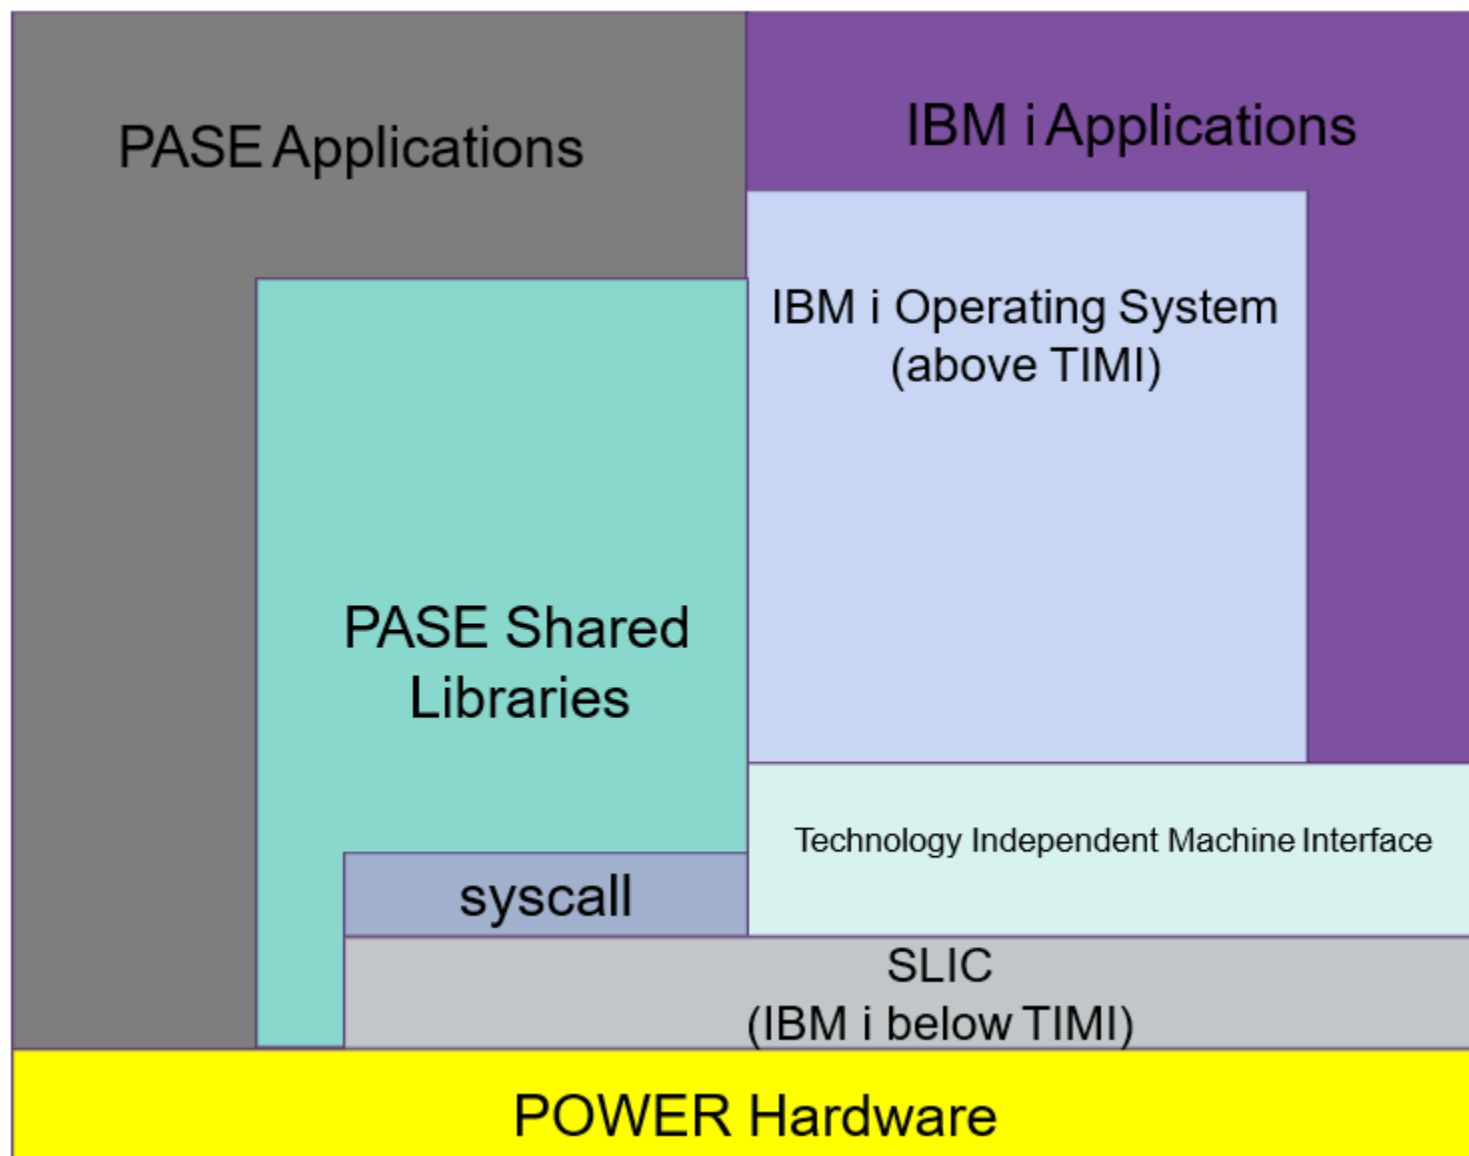 PASE Applications
IBM i Applications
IBM i Operating System
(above TIMI)
PASE Shared
Libraries
Technology Independent Machine Interface
syscall
SLIC
(IBM i below TIMI)
POWER Hardware